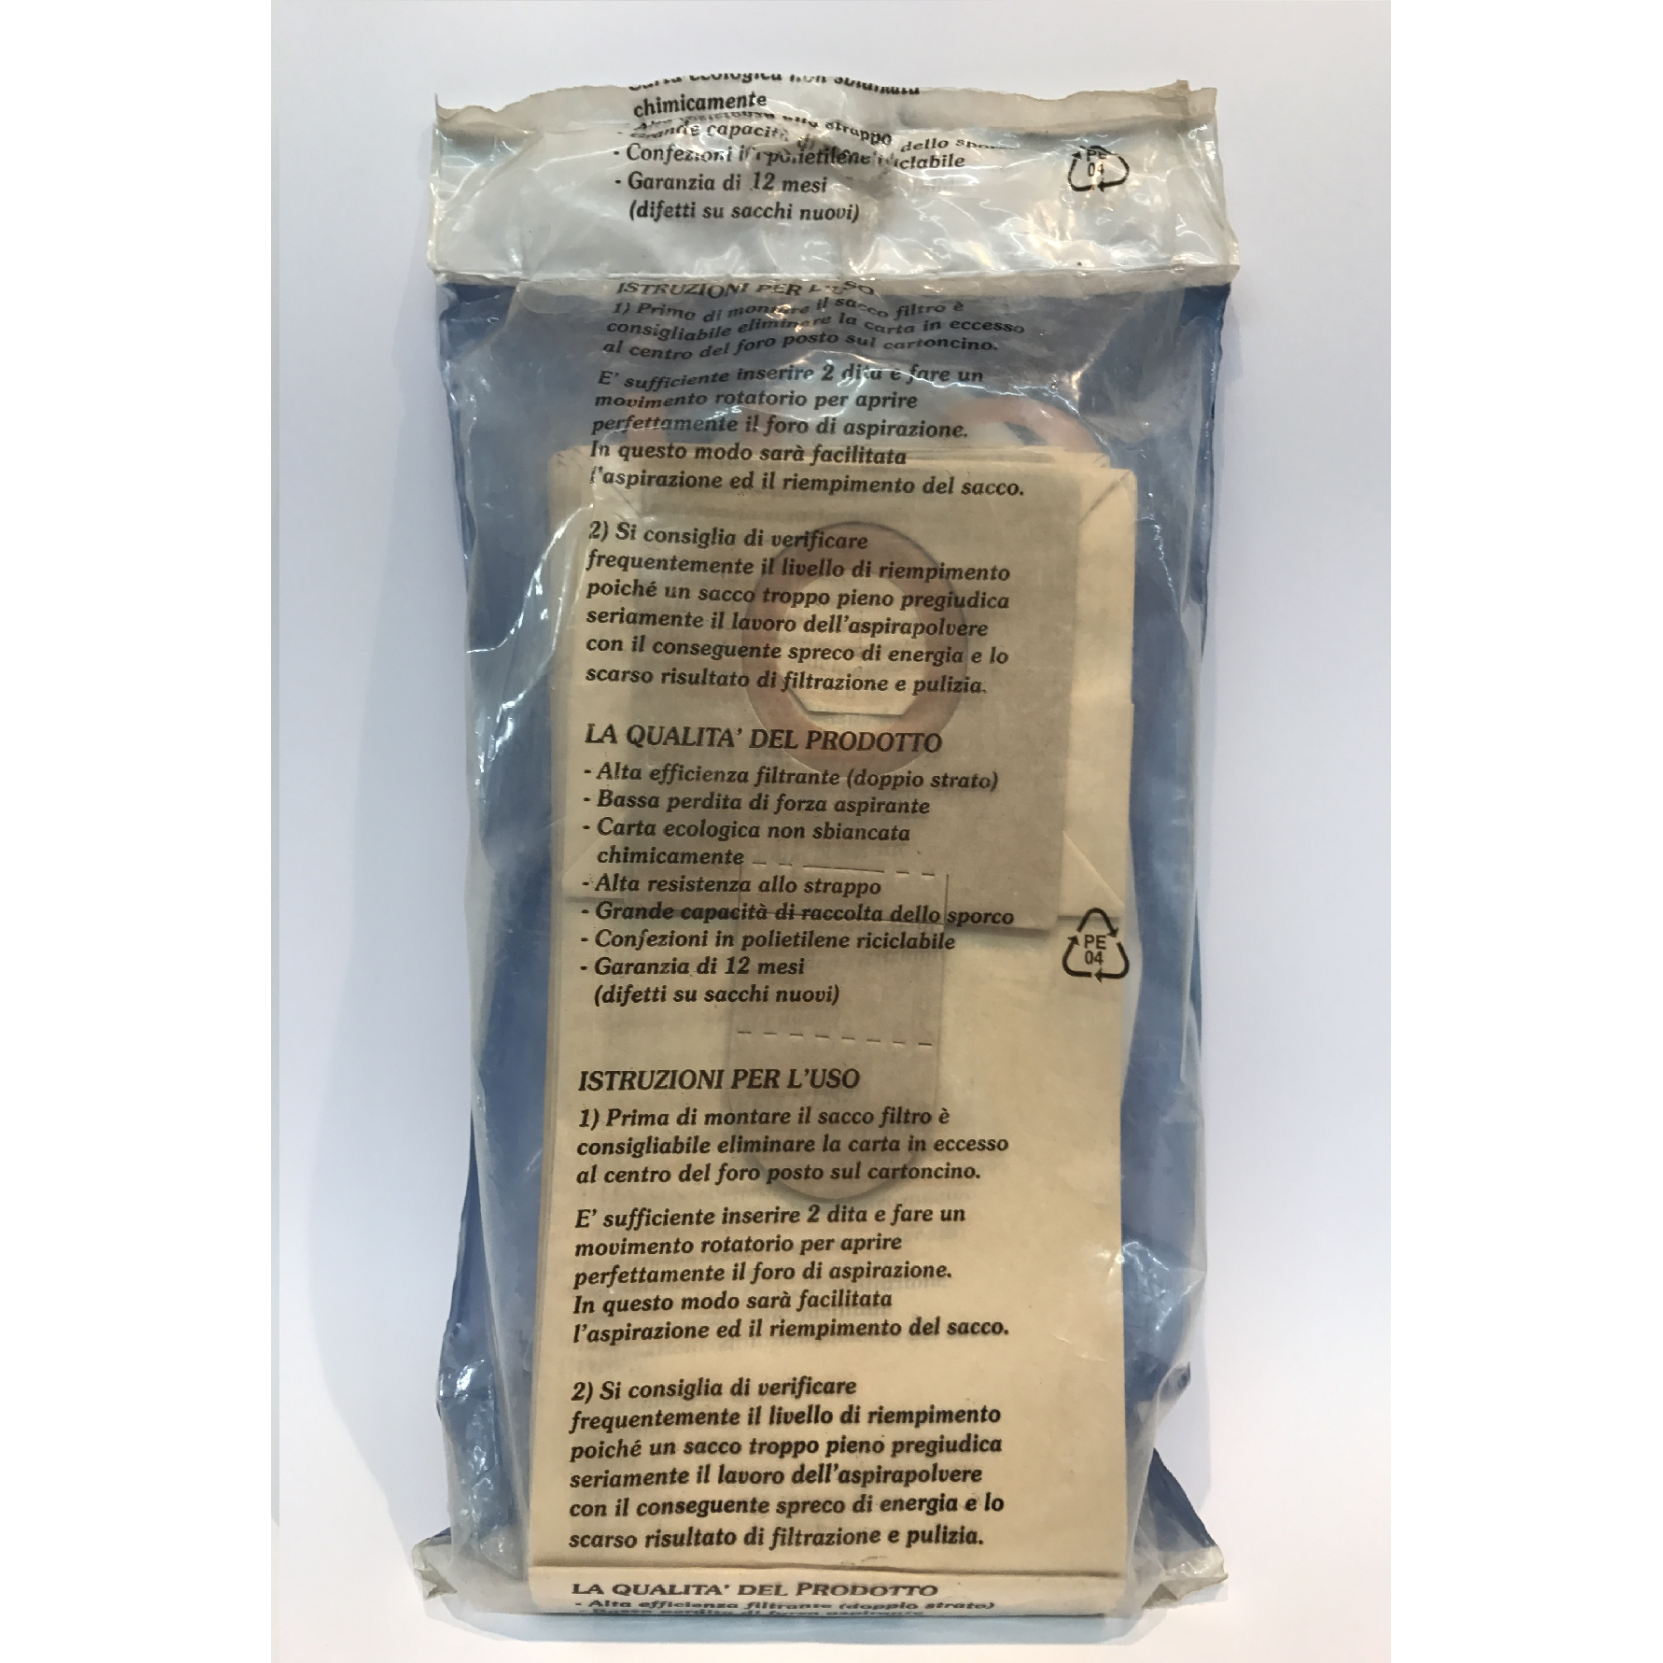 chimicamente
- Confezioni in polietilene riciclabile
- Garanzia di 12 mesi
(difetti su sacchi nuovi)
PE
04
ISTRUZIONI PER L'USO
1) Prima di montare il sacco filtro è
consigliabile eliminare la carta in eccesso
al centro del foro posto sul cartoncino.
E' sufficiente inserire 2 dita e fare un
movimento rotatorio per aprire
perfettamente il foro di aspirazione.
In questo modo sarà facilitata
l'aspirazione ed il riempimento del sacco.
2) Si consiglia di verificare
frequentemente il livello di riempimento
poiché un sacco troppo pieno pregiudica
seriamente il lavoro dell'aspirapolvere
con il conseguente spreco di energia e lo
scarso risultato di filtrazione e pulizia.
LA QUALITA' DEL PRODOTTO
- Alta efficienza filtrante (doppio strato)
- Bassa perdita di forza aspirante
- Carta ecologica non sbiancata
chimicamente
- Alta resistenza allo strappo
- Grande capacità di raccolta dello sporco
- Confezioni in polietilene riciclabile
- Garanzia di 12 mesi
(difetti su sacchi nuovi)
PE
04
ISTRUZIONI PER L'USO
1) Prima di montare il sacco filtro è
consigliabile eliminare la carta in eccesso
al centro del foro posto sul cartoncino.
E' sufficiente inserire 2 dita e fare un
movimento rotatorio per aprire
perfettamente il foro di aspirazione.
In questo modo sarà facilitata
l'aspirazione ed il riempimento del sacco.
2) Si consiglia di verificare
frequentemente il livello di riempimento
poiché un sacco troppo pieno pregiudica
seriamente il lavoro dell'aspirapolvere
con il conseguente spreco di energia e lo
scarso risultato di filtrazione e pulizia.
LA QUALITA' DEL PRODOTTO
- Alta efficienza filtrante (doppio strato)